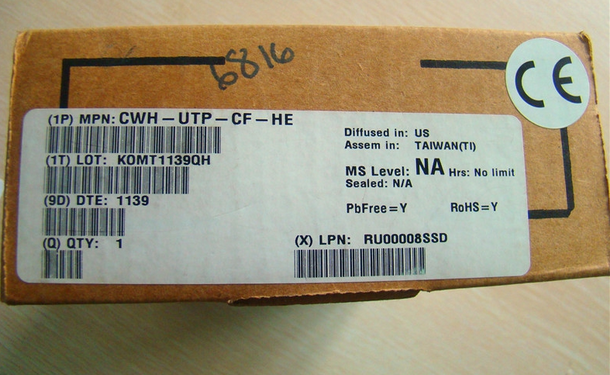 6816
CE
(1P) MPN: CWH-UTP-CF-HE
(1T) LOT: K0MT1139QH
(9D) DTE: 1139
(Q) QTY: 1
Diffused in: US
Assem in: TAIWAN(TI)
MS Level: NA Hrs: No limit
Sealed: N/A
PbFree=Y RoHS=Y
(X) LPN: RU00008SSD